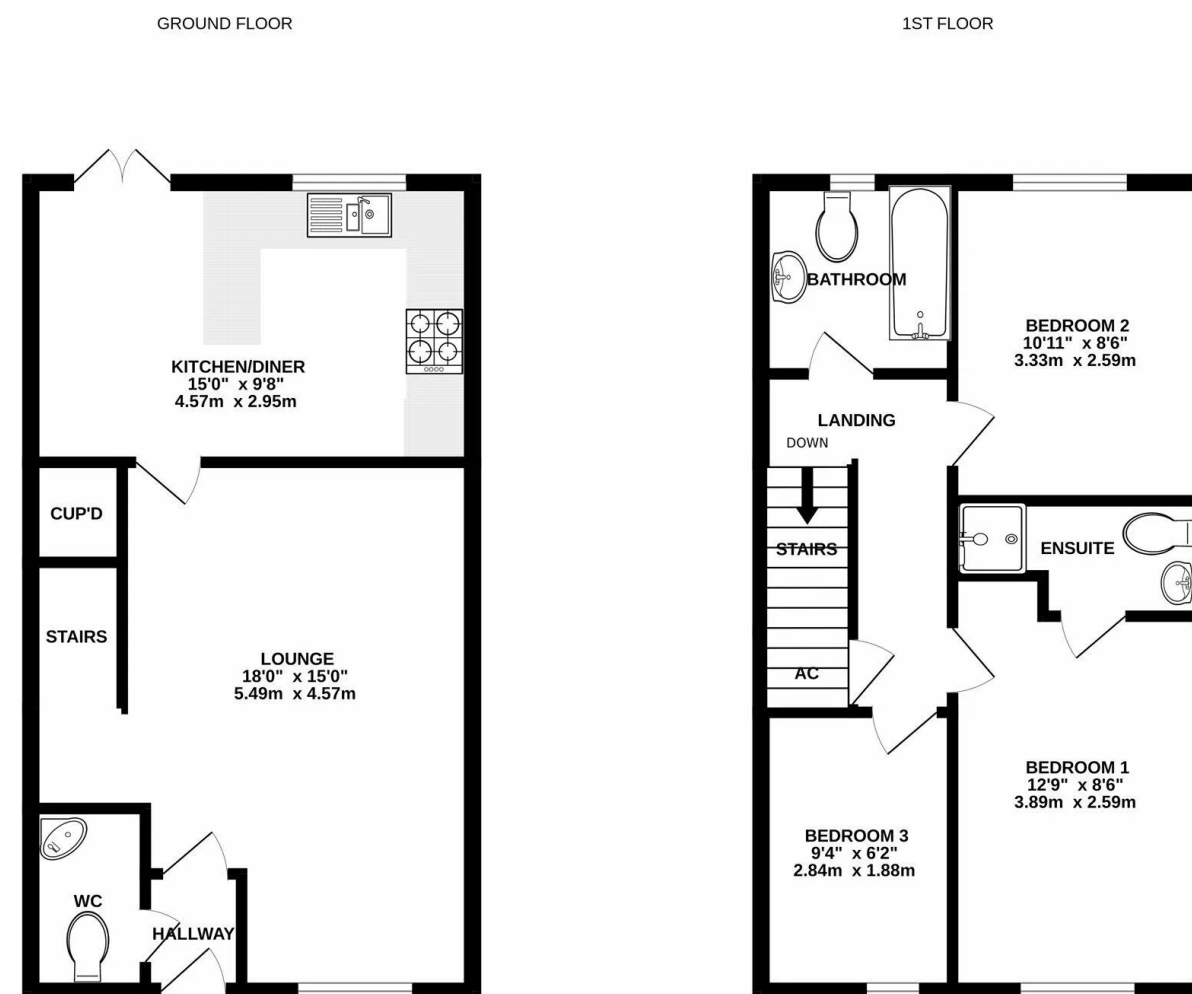 GROUND FLOOR
KITCHEN/DINER
15'0" x 9'8"
4.57m x 2.95m
CUP'D
STAIRS
LOUNGE
18'0" x 15'0"
5.49m x 4.57m
WC
HALLWAY
1ST FLOOR
BATHROOM
BEDROOM 2
10'11" x 8'6"
3.33m x 2.59m
LANDING
DOWN
STAIRS
ENSUITE
AC
BEDROOM 1
12'9" x 8'6"
3.89m x 2.59m
BEDROOM 3
9'4" x 6'2"
2.84m x 1.88m